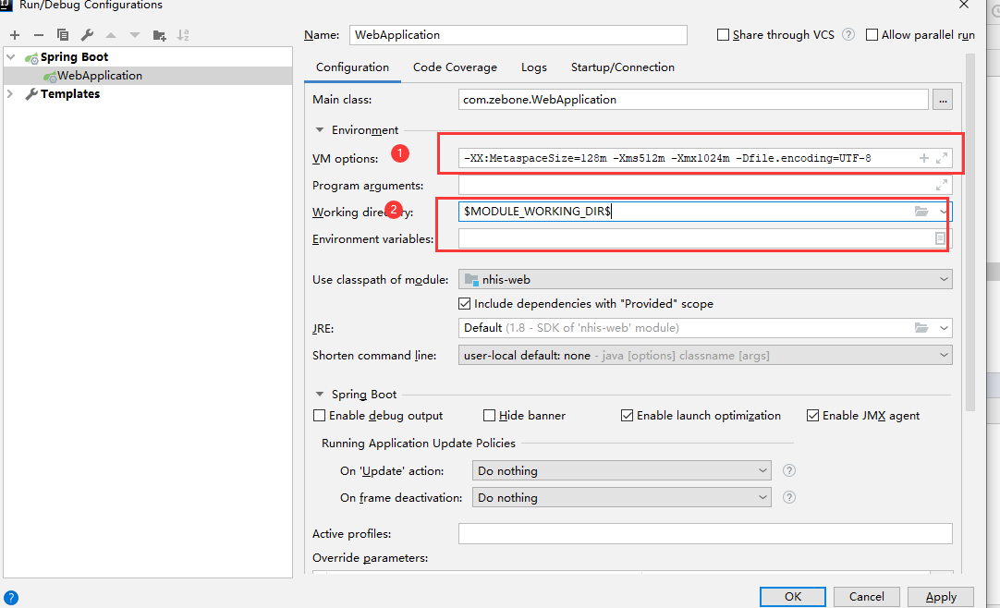 Run/Debug Configurations
Name: WebApplication Share through VCS ? Allow parallel run
Spring Boot
WebApplication
Templates
Configuration Code Coverage Logs Startup/Connection
Main class: com.zebone.WebApplication ...
Environment
VM options: 1 -XX:MetaspaceSize=128m -Xms512m -Xmx1024m -Dfile.encoding=UTF-8
Program arguments:
Working directory: 2 $MODULE_WORKING_DIR$
Environment variables:
Use classpath of module: nhis-web
Include dependencies with "Provided" scope
JRE: Default (1.8 - SDK of 'nhis-web' module)
Shorten command line: user-local default: none - java [options] classname [args]
Spring Boot
Enable debug output Hide banner Enable launch optimization Enable JMX agent
Running Application Update Policies
On 'Update' action: Do nothing ?
On frame deactivation: Do nothing ?
Active profiles:
Override parameters:
? OK Cancel Apply